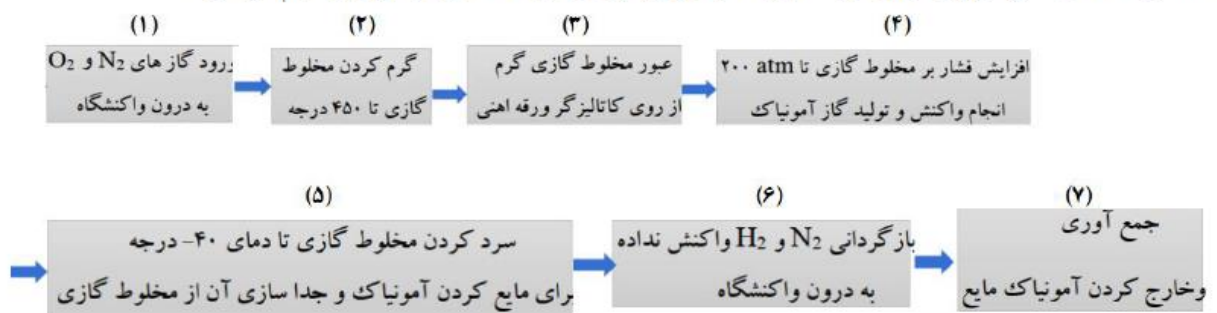 (۱)
ورود گاز های N₂ و O₂
به درون واکنشگاه
(۲)
گرم کردن مخلوط
گازی تا ۴۵۰ درجه
(۳)
عبور مخلوط گازی گرم
از روی کاتالیزگر ورقه اهنی
(۴)
افزایش فشار بر مخلوط گازی تا ۲۰۰ atm
انجام واکنش و تولید گاز آمونیاک
(۵)
سرد کردن مخلوط گازی تا دمای ۴۰- درجه
برای مایع کردن آمونیاک و جدا سازی آن از مخلوط گازی
(۶)
بازگردانی N₂ و H₂ واکنش نداده
به درون واکنشگاه
(۷)
جمع آوری
وخارج کردن آمونیاک مایع